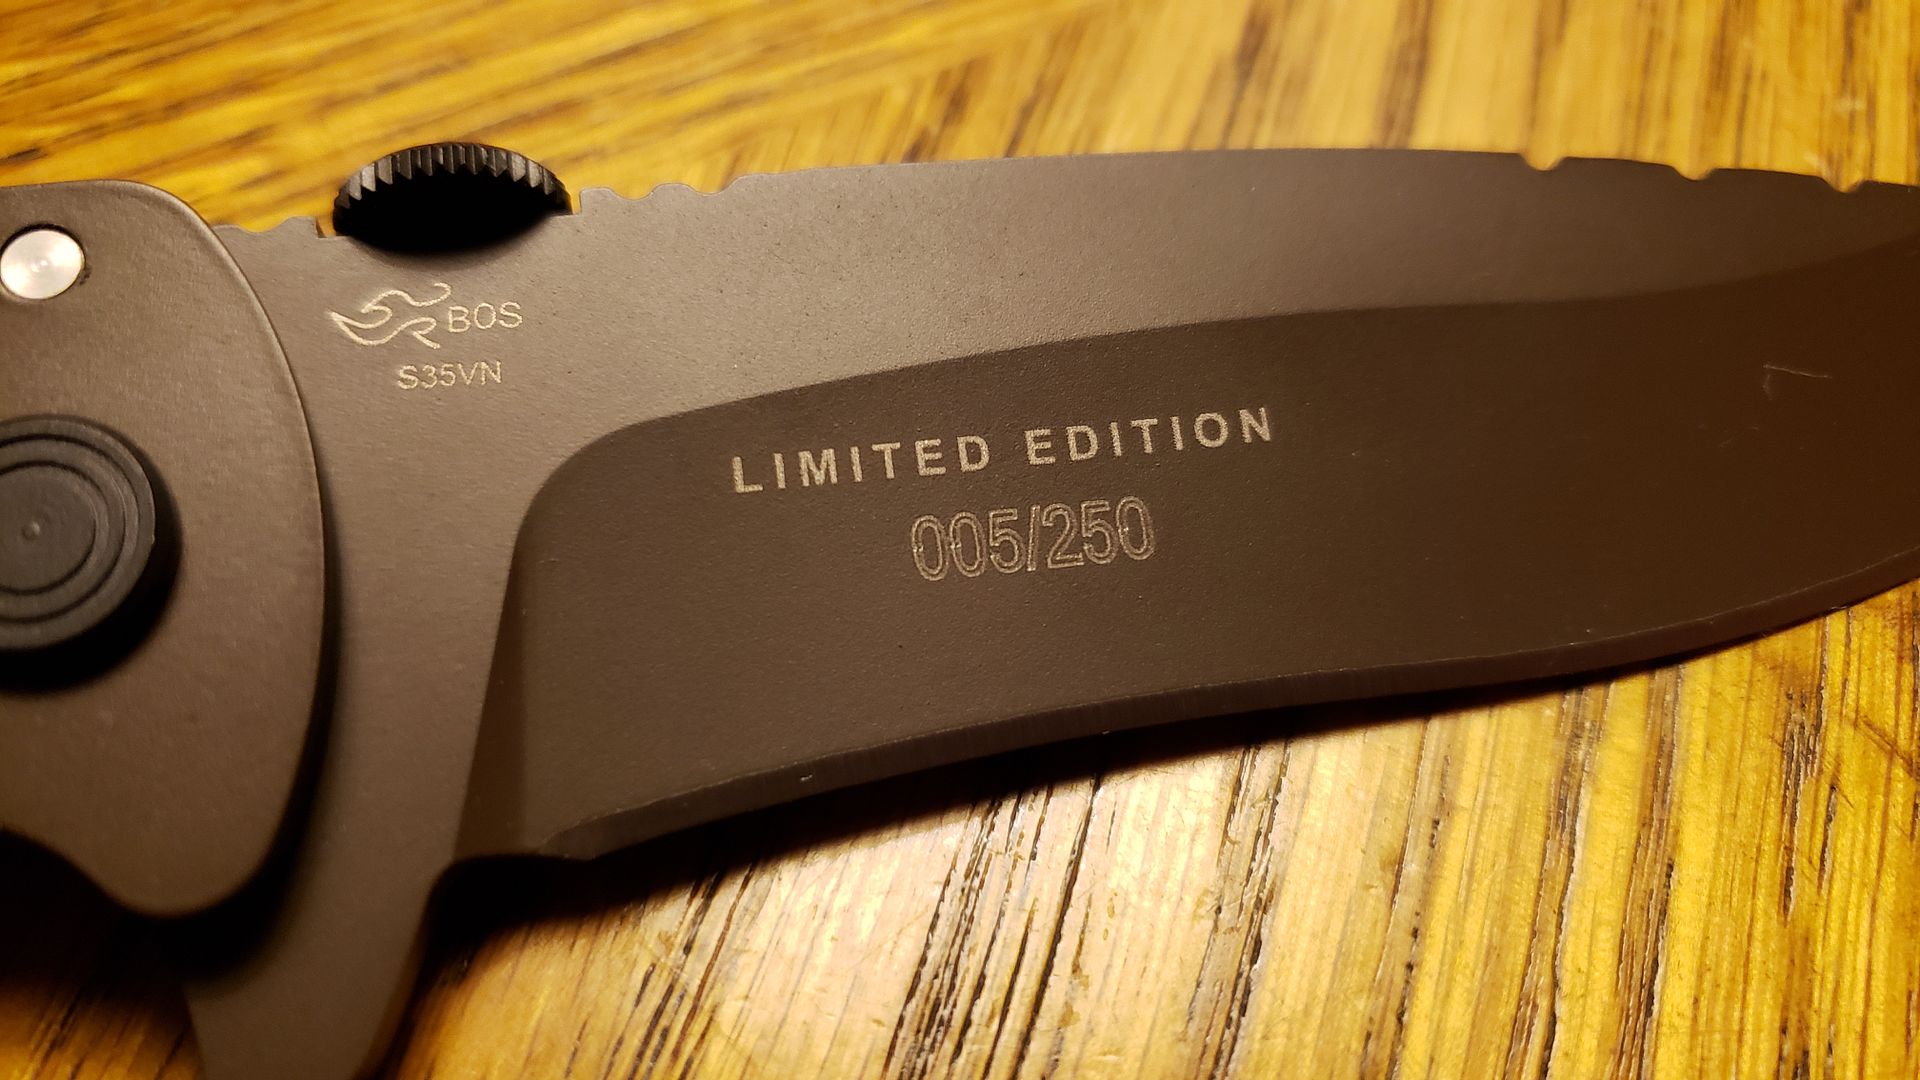 BOS
S35VN
LIMITED EDITION
005/250